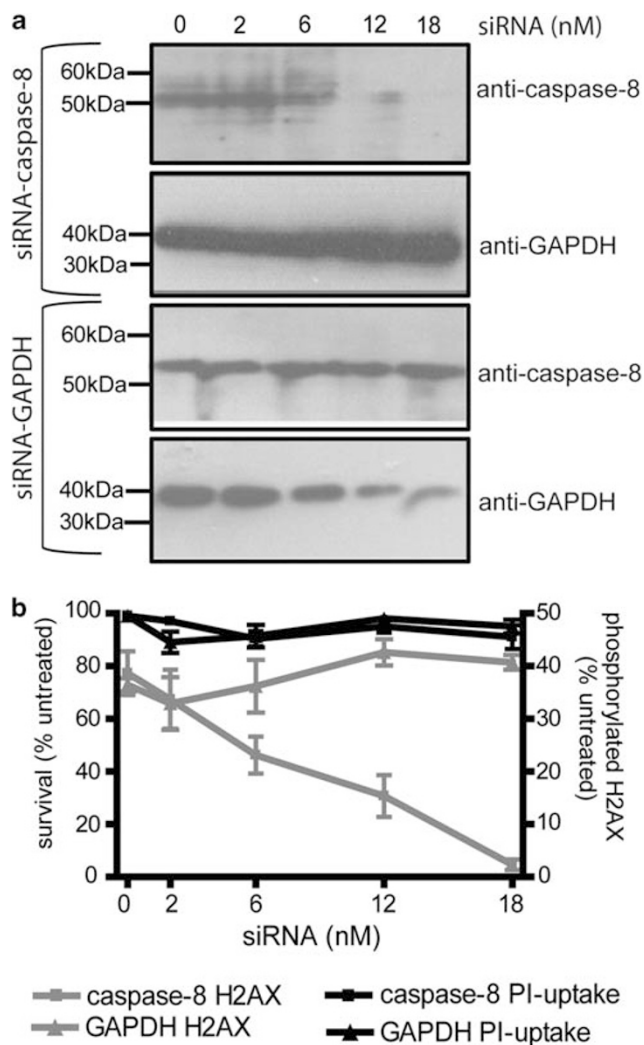 a
0 2 6 12 18 siRNA (nM)
siRNA-caspase-8
60kDa
50kDa
anti-caspase-8
40kDa
30kDa
anti-GAPDH
siRNA-GAPDH
60kDa
50kDa
anti-caspase-8
40kDa
30kDa
anti-GAPDH
b
survival (% untreated)
100
80
60
40
20
0
50
40
30
20
10
0
phosphorylated H2AX
(% untreated)
0 2 6 12 18
siRNA (nM)
caspase-8 H2AX
GAPDH H2AX
caspase-8 PI-uptake
GAPDH PI-uptake